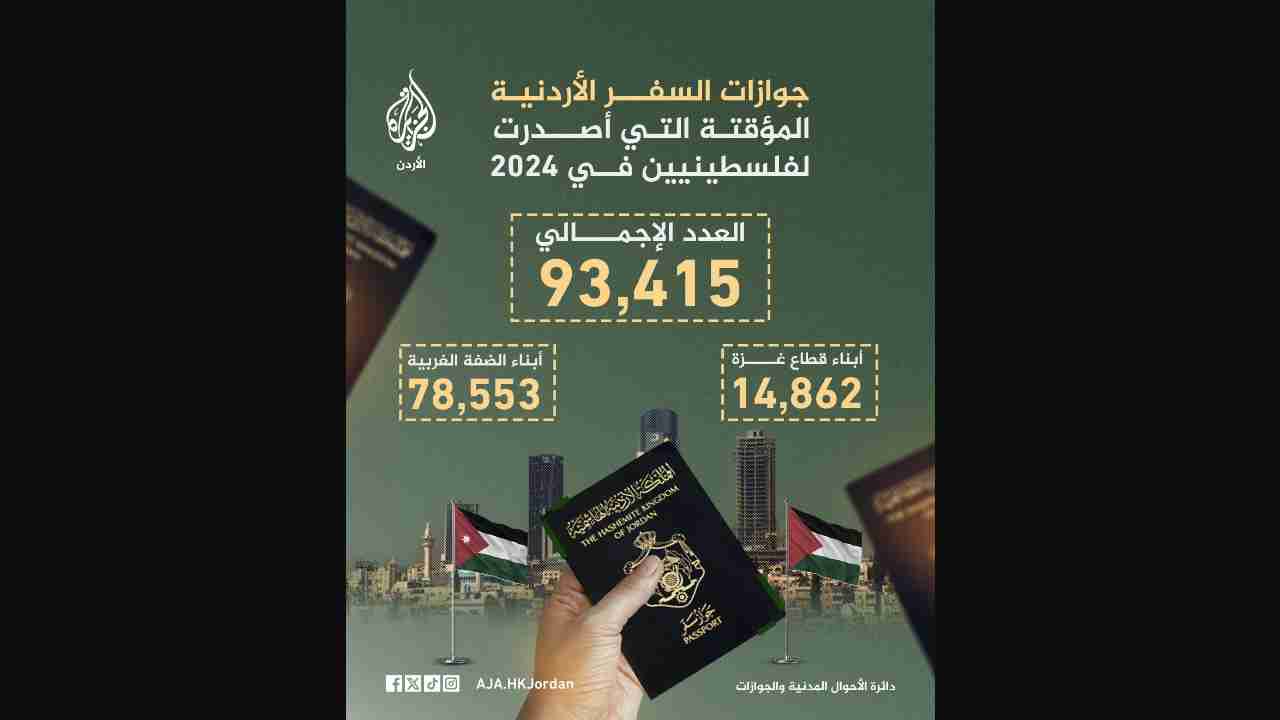 جوازات السفر الأردنية
المؤقتة التي أصدرت
لفلسطينيين في 2024
الجزيرة
الأردن
العدد الإجمالي
93,415
أبناء قطاع غزة
14,862
أبناء الضفة الغربية
78,553
المملكة الأردنية الهاشمية
THE HASHEMITE KINGDOM
OF JORDAN
جواز سفر
PASSPORT
AJA.HKJordan
دائرة الأحوال المدنية والجوازات